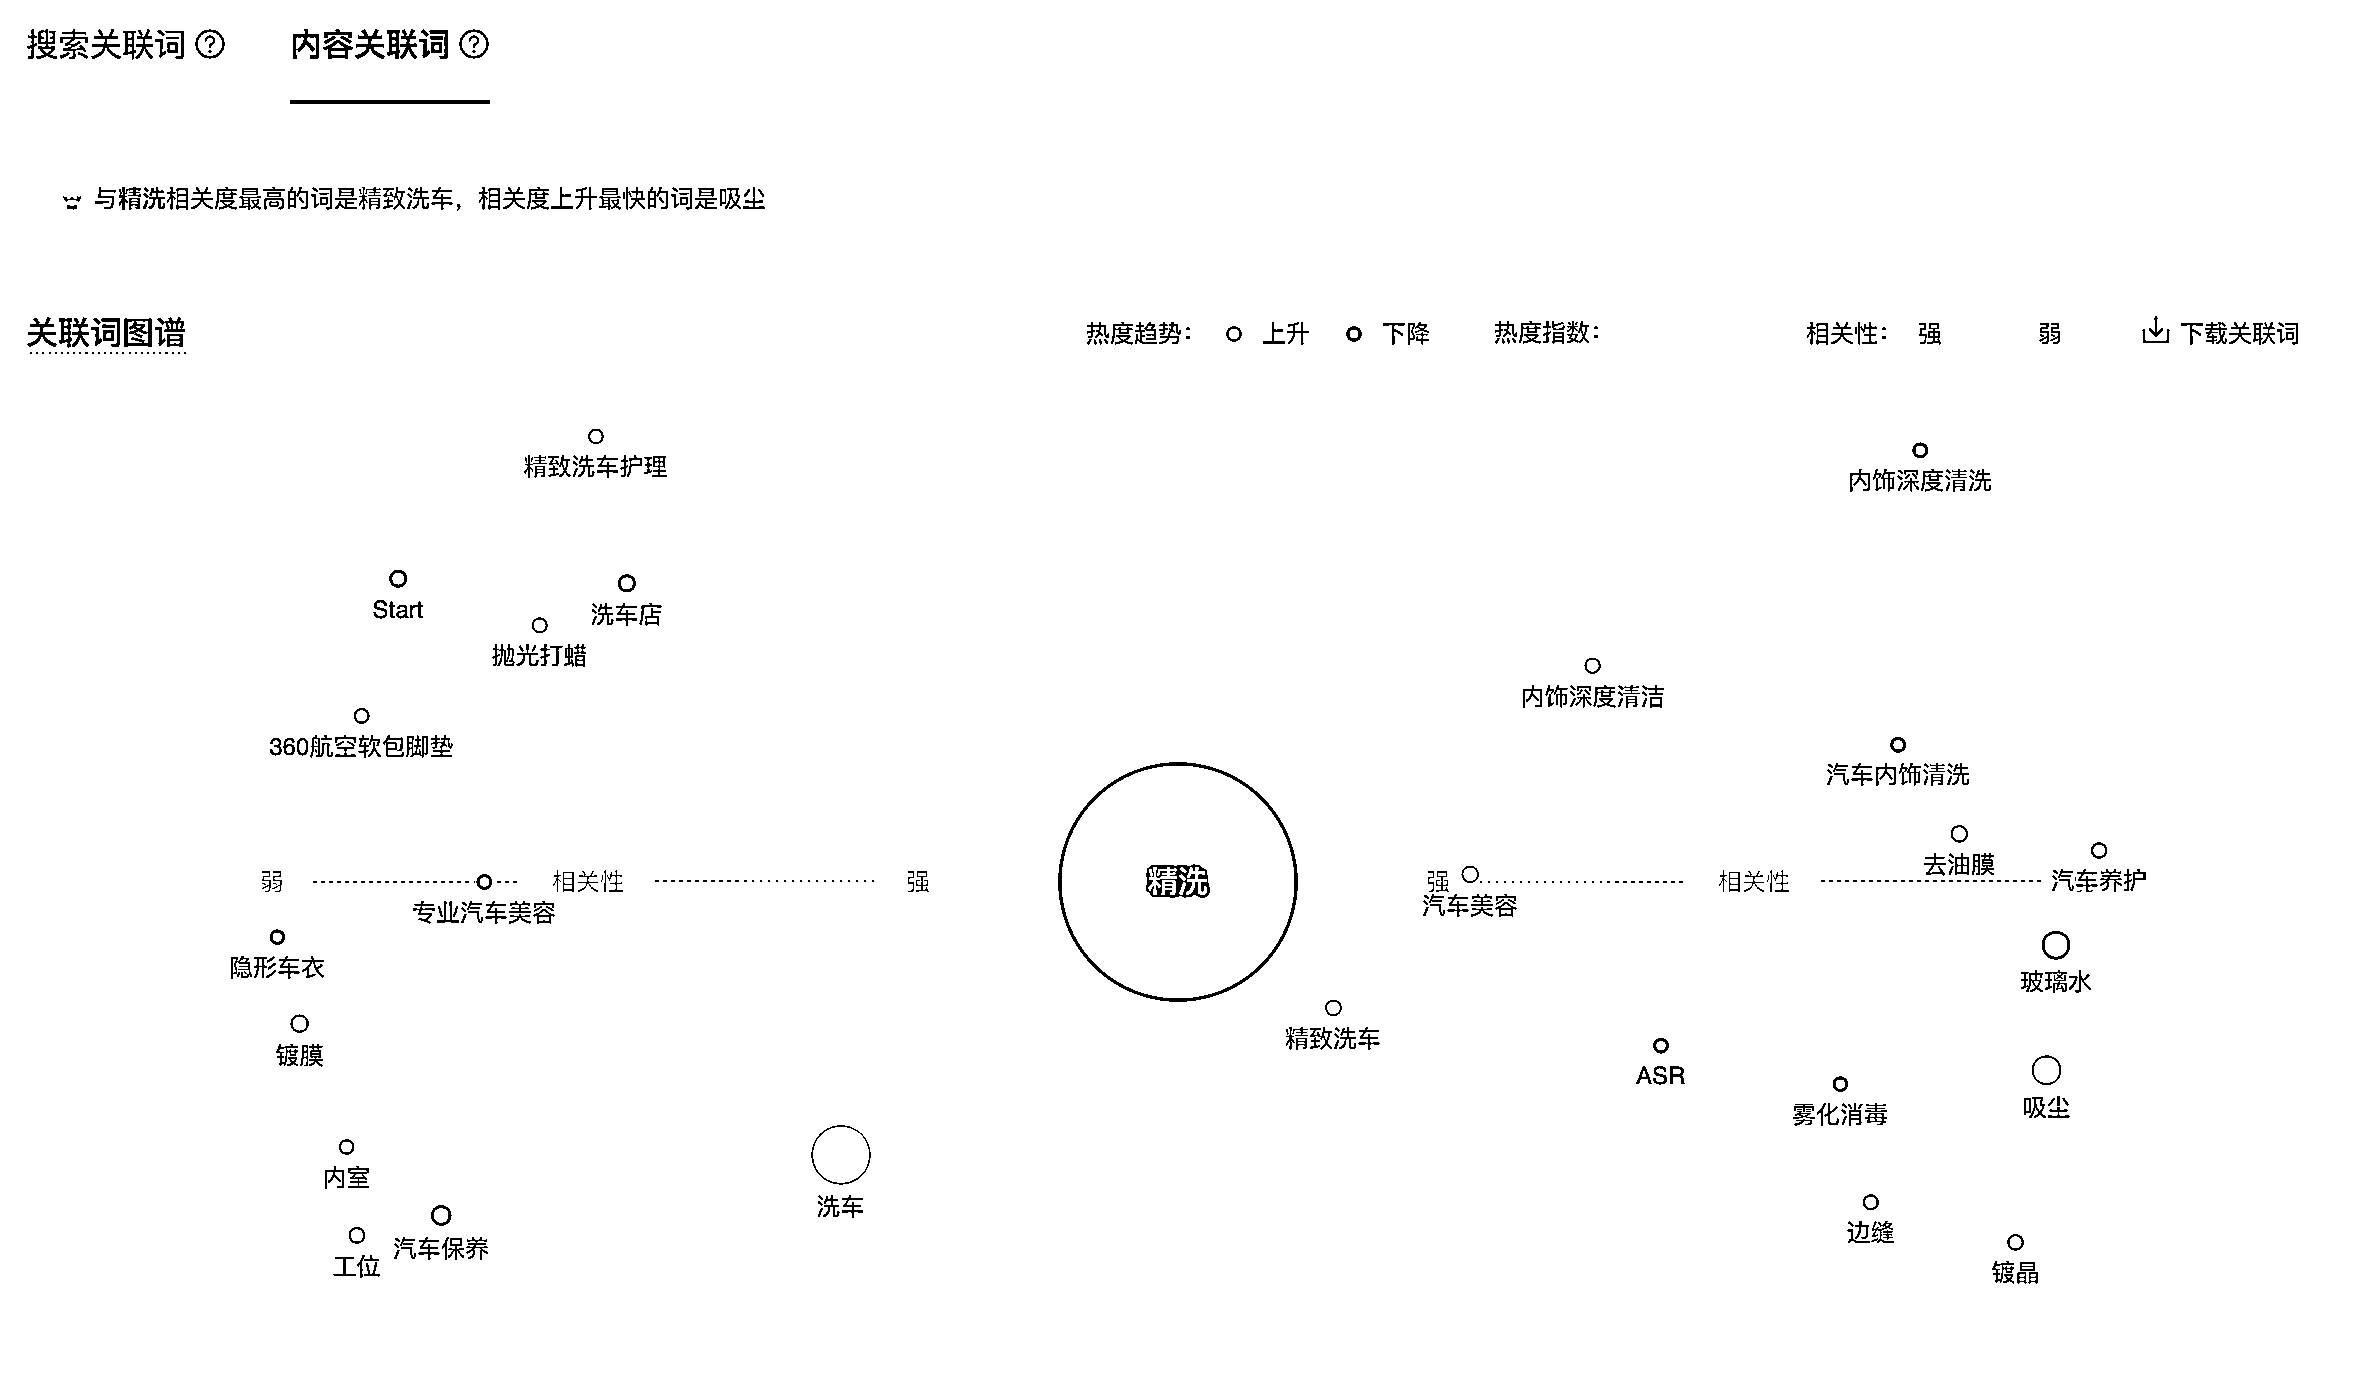 搜索关联词 ? 内容关联词 ?
与精洗相关度最高的词是精致洗车，相关度上升最快的词是吸尘
关联词图谱
热度趋势： 上升 下降 热度指数： 相关性： 强 弱 下载关联词
精致洗车护理
内饰深度清洗
Start
洗车店
抛光打蜡
内饰深度清洁
360航空软包脚垫
汽车内饰清洗
去油膜
弱 相关性 强 精洗 强 相关性 汽车养护
专业汽车美容
汽车美容
隐形车衣
玻璃水
精致洗车
镀膜
ASR
吸尘
雾化消毒
内室
洗车
边缝
汽车保养
工位
镀晶